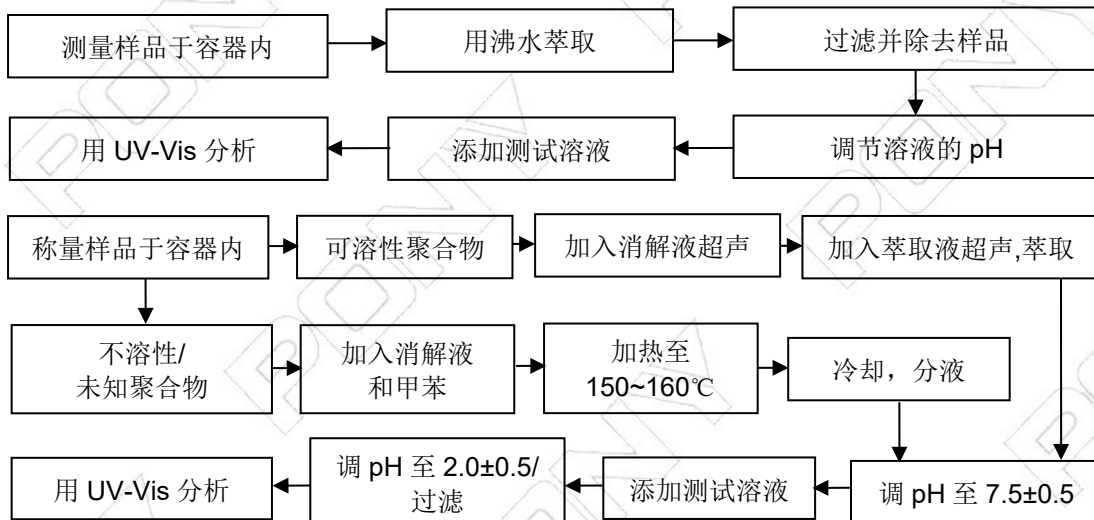 测量样品于容器内
用沸水萃取
过滤并除去样品
用 UV-Vis 分析
添加测试溶液
调节溶液的 pH
称量样品于容器内
可溶性聚合物
加入消解液超声
加入萃取液超声,萃取
不溶性/
未知聚合物
加入消解液
和甲苯
加热至
150~160℃
冷却，分液
用 UV-Vis 分析
调 pH 至 2.0±0.5/
过滤
添加测试溶液
调 pH 至 7.5±0.5
PONY
PONY
PONY
PONY